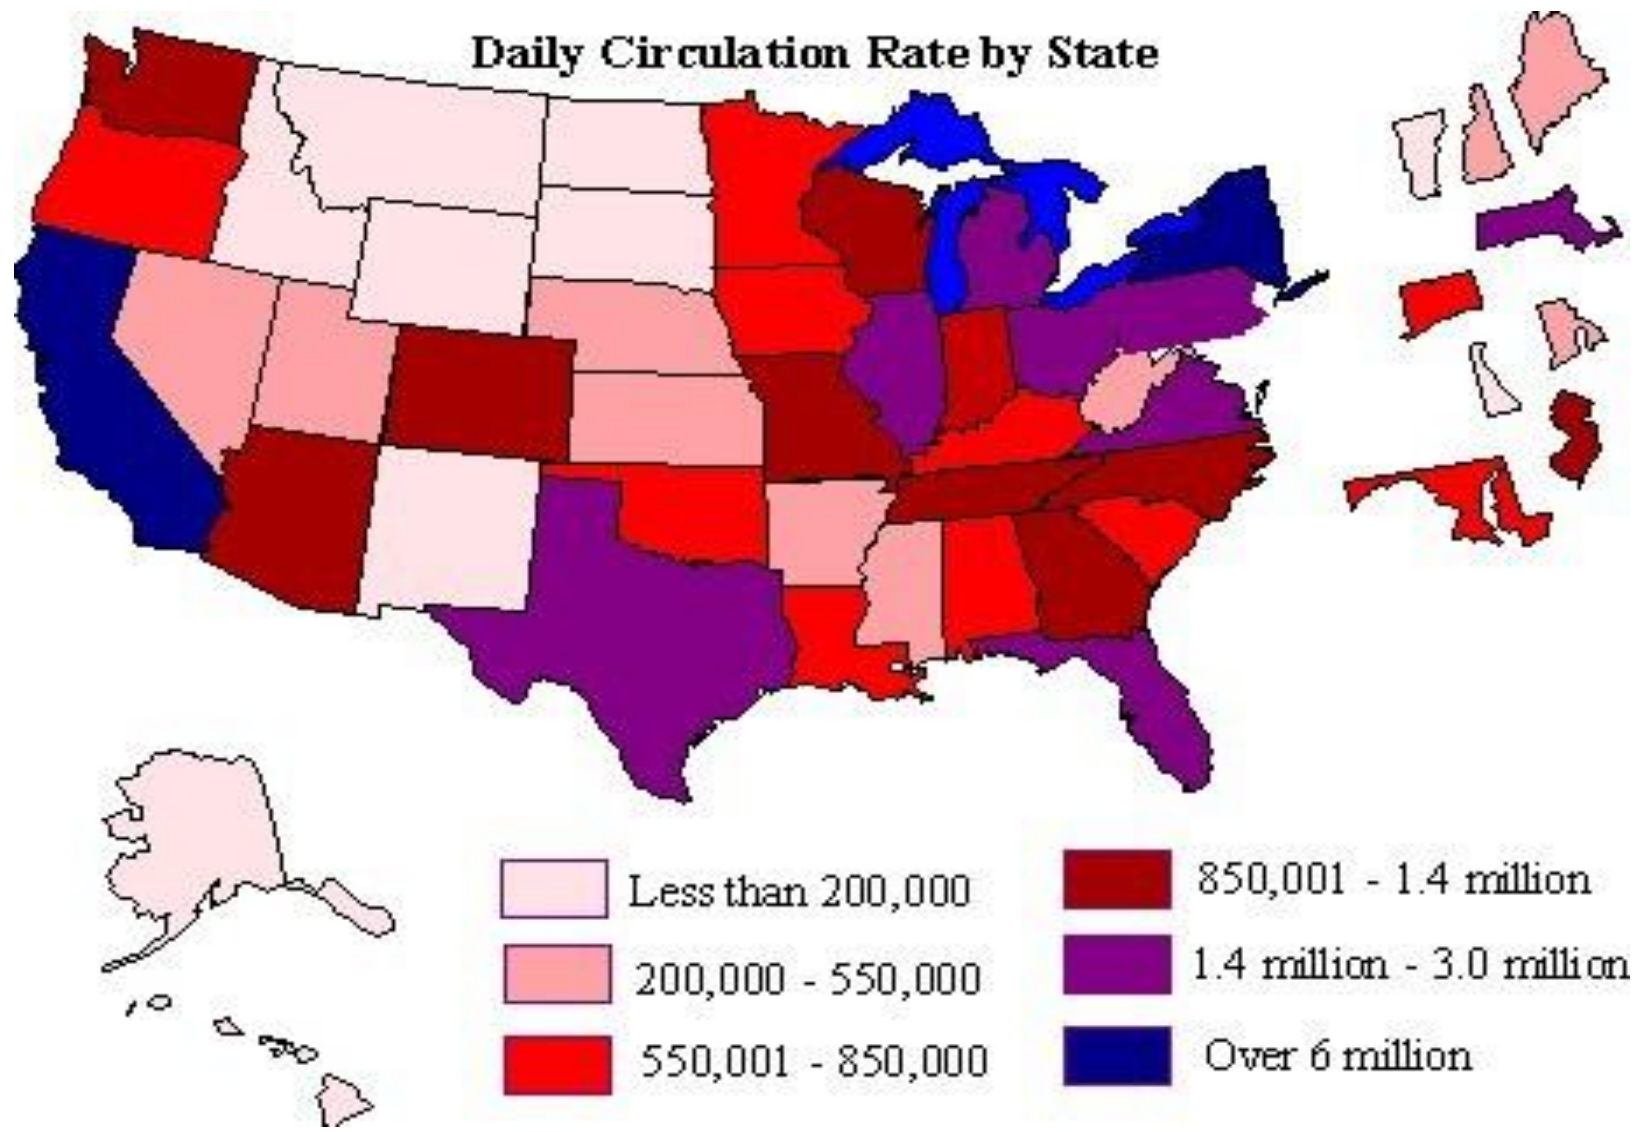 Daily Circulation Rate by State
Less than 200,000
200,000 - 550,000
550,001 - 850,000
850,001 - 1.4 million
1.4 million - 3.0 million
Over 6 million